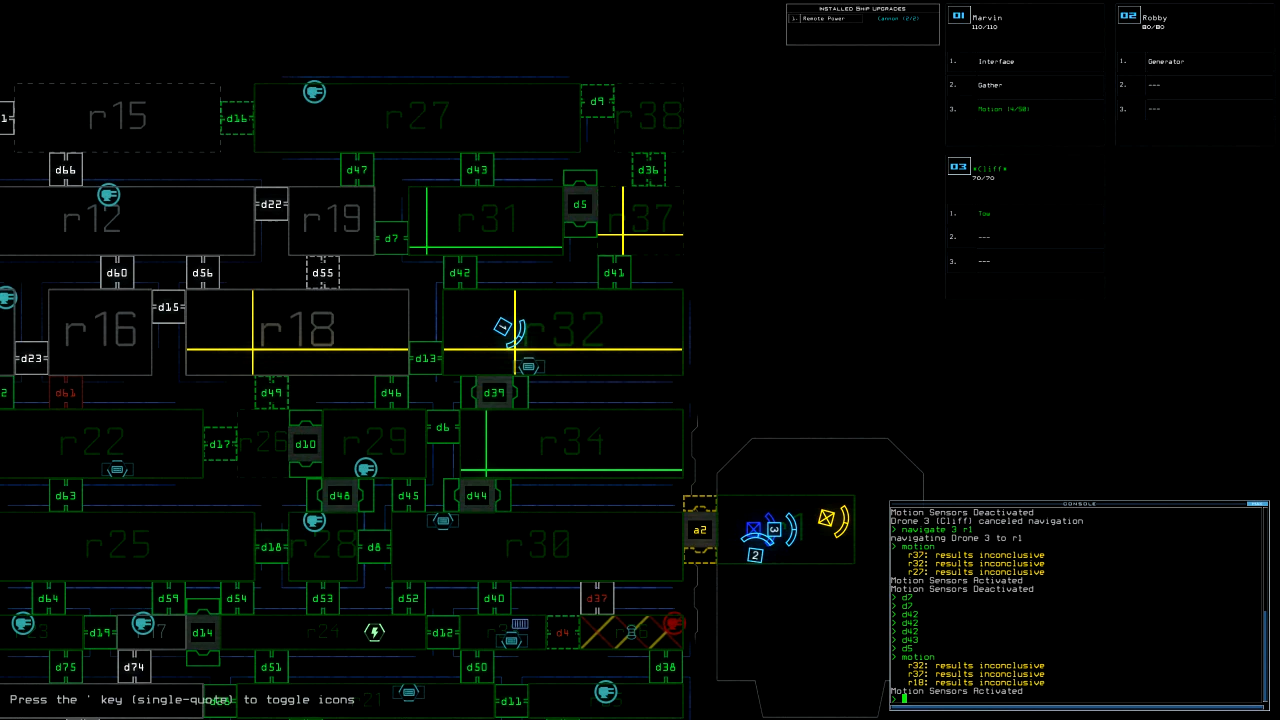 INSTALLED SHIP UPGRADES
1. Remote Power Cannon (2/2)
01 Marvin
110/110
1. Interface
2. Gather
3. Motion (4/50)
02 Robby
80/80
1. Generator
2. ---
3. ---
03 *Cliff*
70/70
1. Tow
2. ---
3. ---
r15 d16 r27 d9 r38
d66 d47 d43 d36
r12 d22 r19 d7 r31 d5 r37
d60 d56 d55 d42 d41
r16 d15 r18 d13 1 r32
d23
d61 d49 d46 d39
r22 d17 r26 d10 r29 d6 r34
d63 d48 d45 d44
r25 d18 r28 d8 r30 a2 3 2
d64 d59 d54 d53 d52 d40 d37
d19 d14 r24 d12 d4
d75 d74 d51 d50 d38
d11
Press the ' key (single-quote) to toggle icons
CONSOLE
Motion Sensors Deactivated
Drone 3 (Cliff) canceled navigation
> navigate 3 r1
navigating Drone 3 to r1
> motion
r37: results inconclusive
r32: results inconclusive
r27: results inconclusive
Motion Sensors Activated
Motion Sensors Deactivated
> d7
> d7
> d42
> d42
> d42
> d43
> d5
> motion
r32: results inconclusive
r37: results inconclusive
r18: results inconclusive
Motion Sensors Activated
>